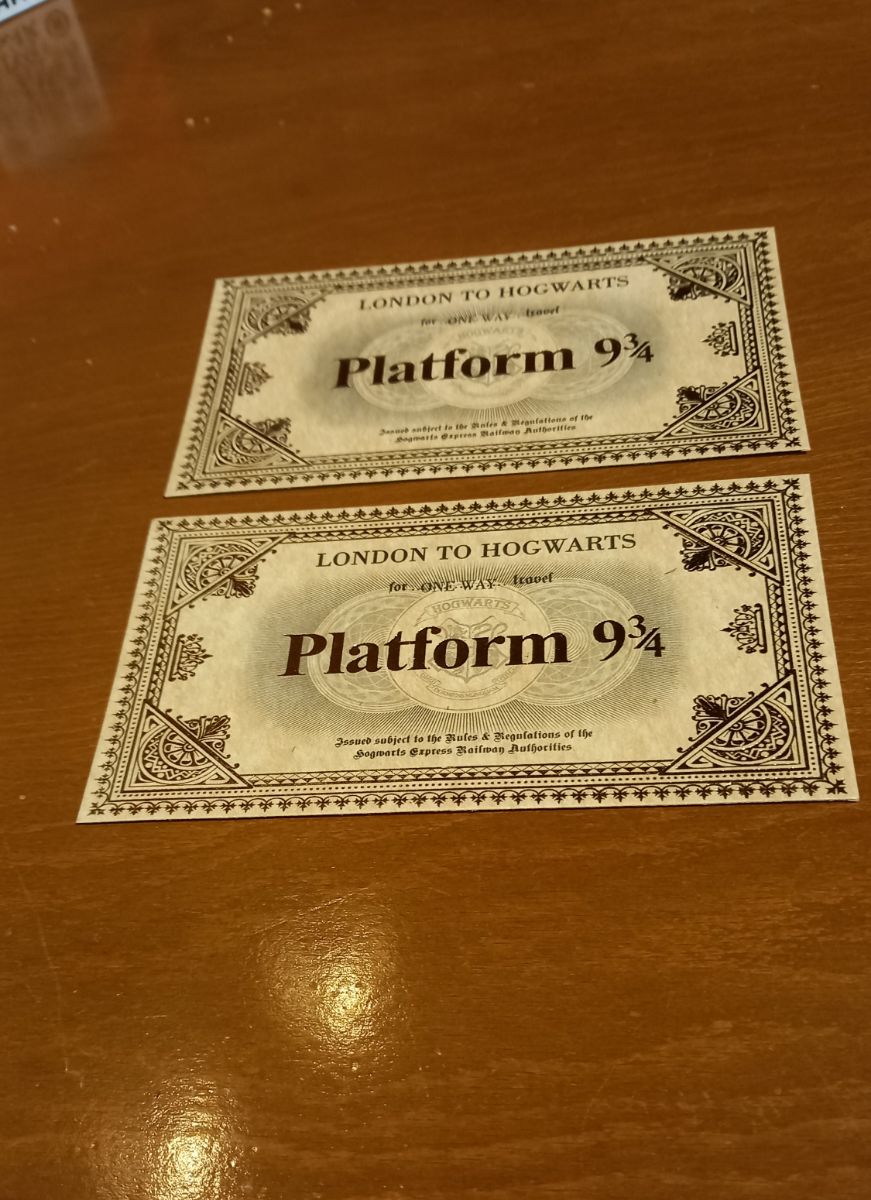 LONDON TO HOGWARTS
for ..ONE WAY.. travel
HOGWARTS
Platform 9¾
Issued subject to the Rules & Regulations of the
Hogwarts Express Railway Authorities
LONDON TO HOGWARTS
for ..ONE WAY.. travel
HOGWARTS
Platform 9¾
Issued subject to the Rules & Regulations of the
Hogwarts Express Railway Authorities